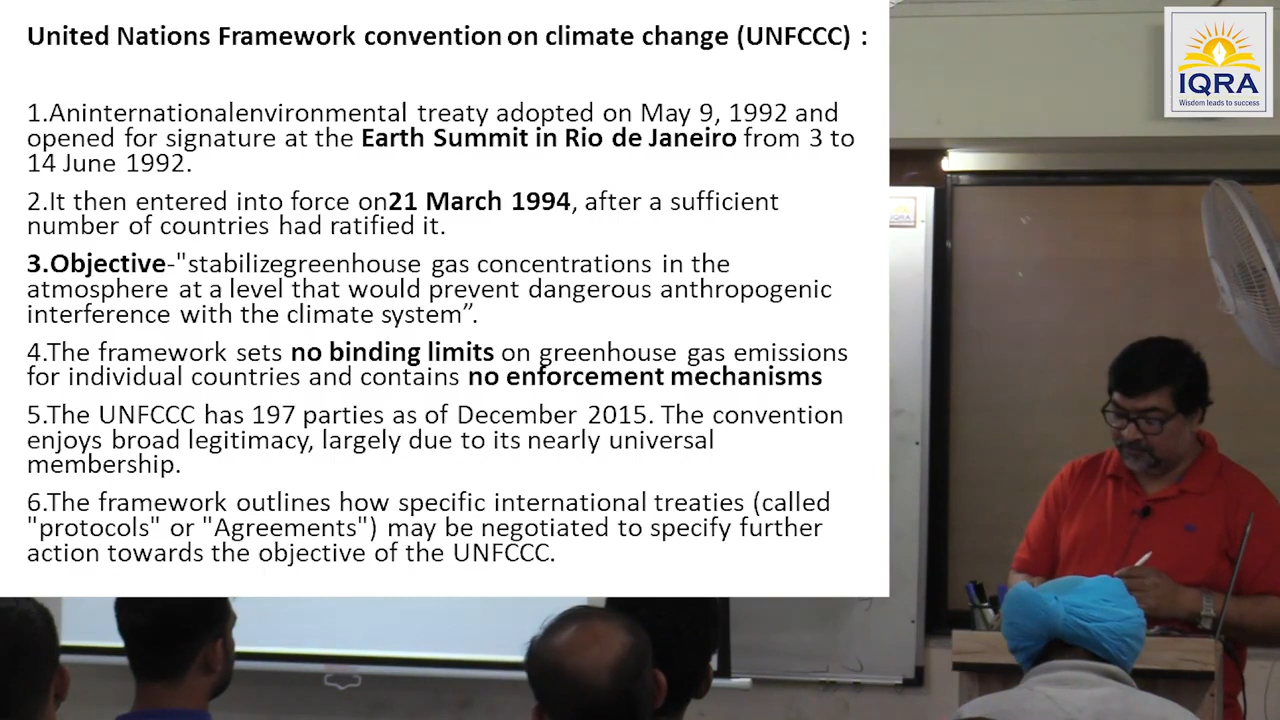 United Nations Framework convention on climate change (UNFCCC) :
1.Aninternationalenvironmental treaty adopted on May 9, 1992 and
opened for signature at the Earth Summit in Rio de Janeiro from 3 to
14 June 1992.
2.It then entered into force on21 March 1994, after a sufficient
number of countries had ratified it.
3.Objective-"stabilizegreenhouse gas concentrations in the
atmosphere at a level that would prevent dangerous anthropogenic
interference with the climate system”.
4.The framework sets no binding limits on greenhouse gas emissions
for individual countries and contains no enforcement mechanisms
5.The UNFCCC has 197 parties as of December 2015. The convention
enjoys broad legitimacy, largely due to its nearly universal
membership.
6.The framework outlines how specific international treaties (called
"protocols" or "Agreements") may be negotiated to specify further
action towards the objective of the UNFCCC.
IQRA
Wisdom leads to success
IQRA